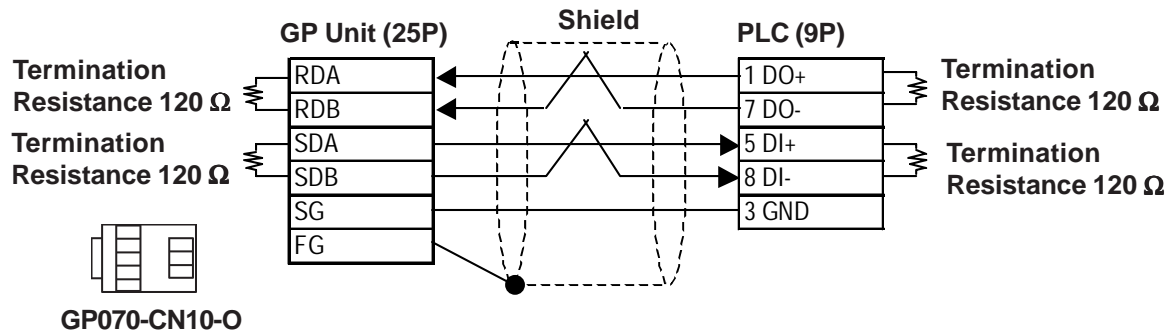 Shield
GP Unit (25P)
PLC (9P)
Termination
Resistance 120 Ω
Termination
Resistance 120 Ω
RDA
RDB
SDA
SDB
SG
FG
1 DO+
7 DO-
5 DI+
8 DI-
3 GND
Termination
Resistance 120 Ω
Termination
Resistance 120 Ω
GP070-CN10-O